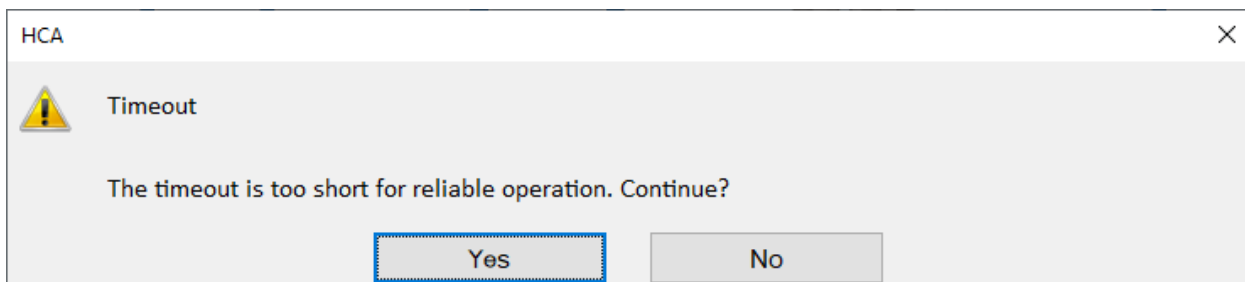 HCA
Timeout
The timeout is too short for reliable operation. Continue?
Yes
No